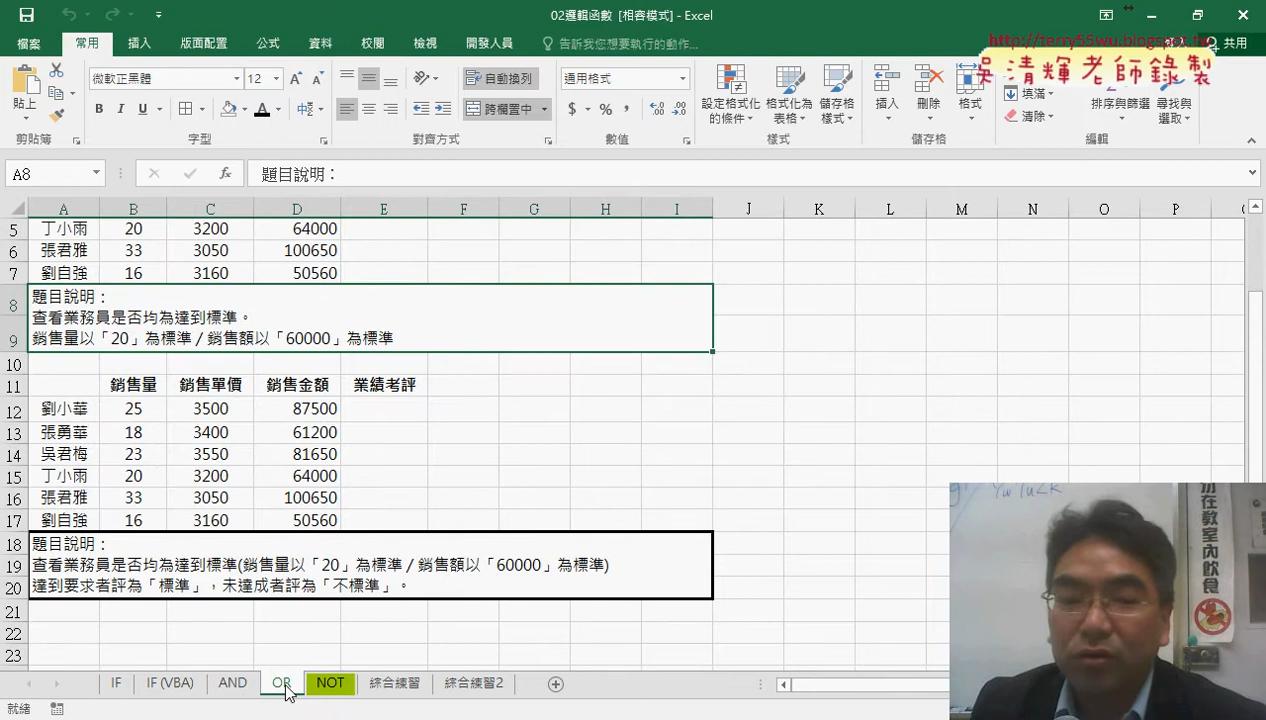 02邏輯函數 [相容模式] - Excel
http://terry55wu.blogspot.tw
吳清輝老師錄製
檔案 常用 插入 版面配置 公式 資料 校閱 檢視 開發人員 告訴我您想要執行的動作... 共用
貼上 微軟正黑體 12 自動換列 通用格式 設定格式化的條件 格式化為表格 儲存格樣式 插入 刪除 格式 填滿 排序與篩選 尋找與選取
B I U 中 跨欄置中 $ % , 清除
剪貼簿 字型 對齊方式 數值 樣式 儲存格 編輯
A8 fx 題目說明：
A B C D E F G H I J K L M N O P
5 丁小雨 20 3200 64000
6 張君雅 33 3050 100650
7 劉自強 16 3160 50560
8 題目說明：
查看業務員是否均為達到標準。
9 銷售量以「20」為標準 / 銷售額以「60000」為標準
10
11 銷售量 銷售單價 銷售金額 業績考評
12 劉小華 25 3500 87500
13 張勇華 18 3400 61200
14 吳君梅 23 3550 81650
15 丁小雨 20 3200 64000
16 張君雅 33 3050 100650
17 劉自強 16 3160 50560
18 題目說明：
19 查看業務員是否均為達到標準(銷售量以「20」為標準 / 銷售額以「60000」為標準)
20 達到要求者評為「標準」，未達成者評為「不標準」。
21
22
23
IF IF (VBA) AND OR NOT 綜合練習 綜合練習2
就緒
在教室內飲食